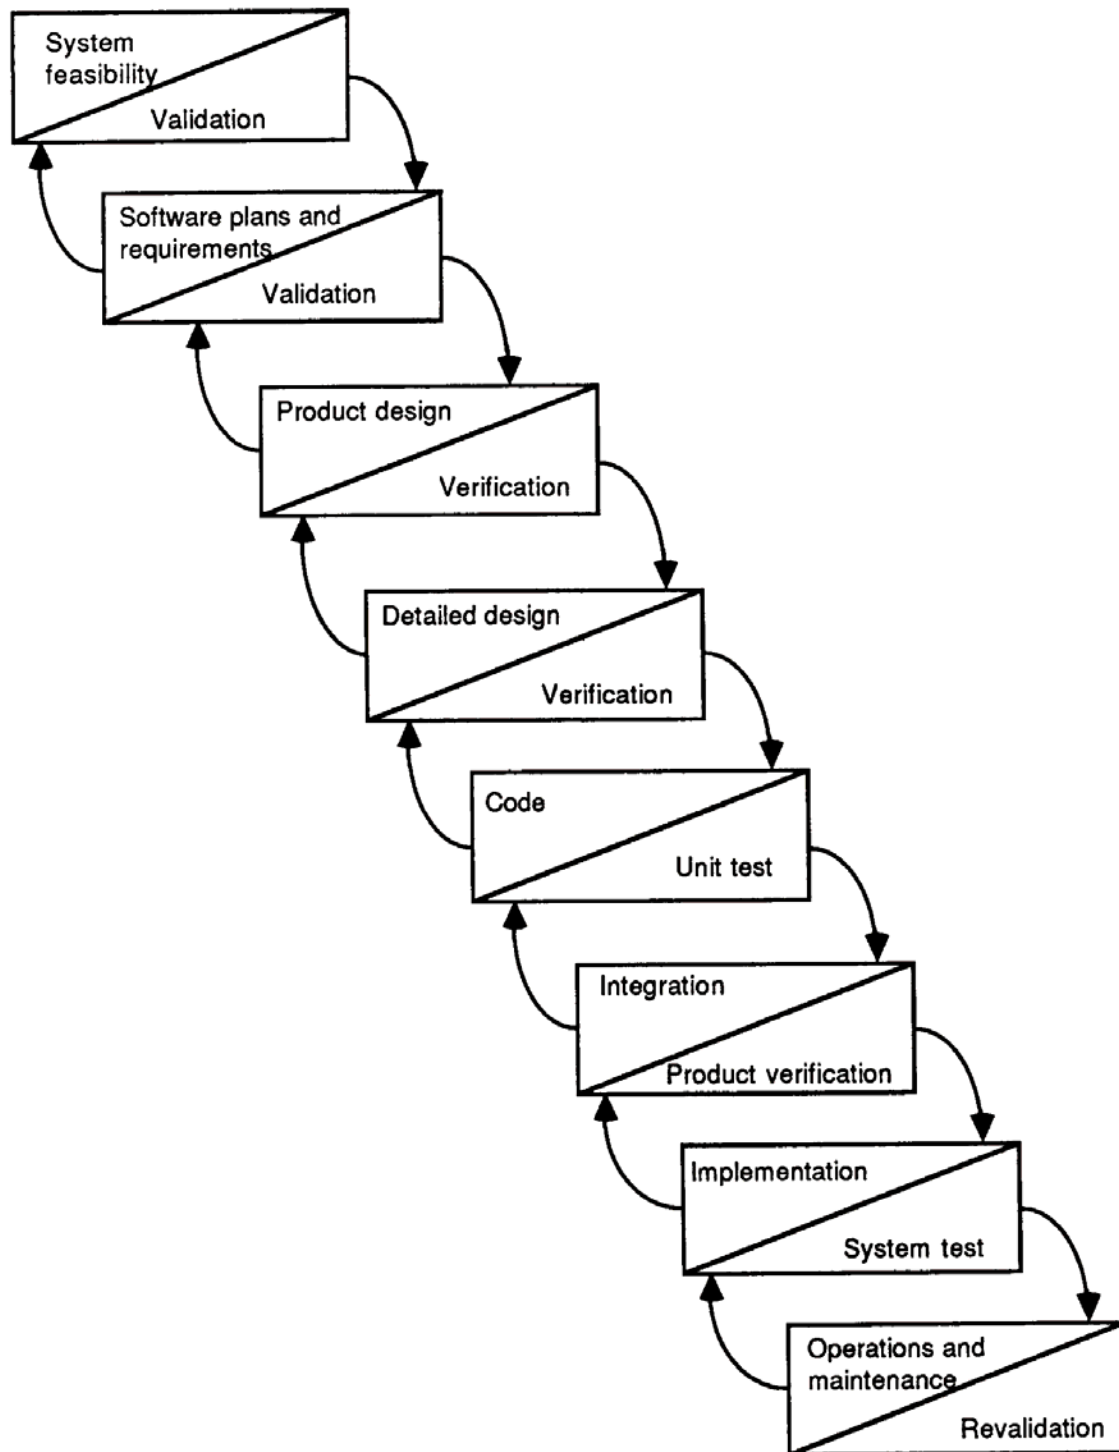 System
feasibility
Validation
Software plans and
requirements
Validation
Product design
Verification
Detailed design
Verification
Code
Unit test
Integration
Product verification
Implementation
System test
Operations and
maintenance
Revalidation